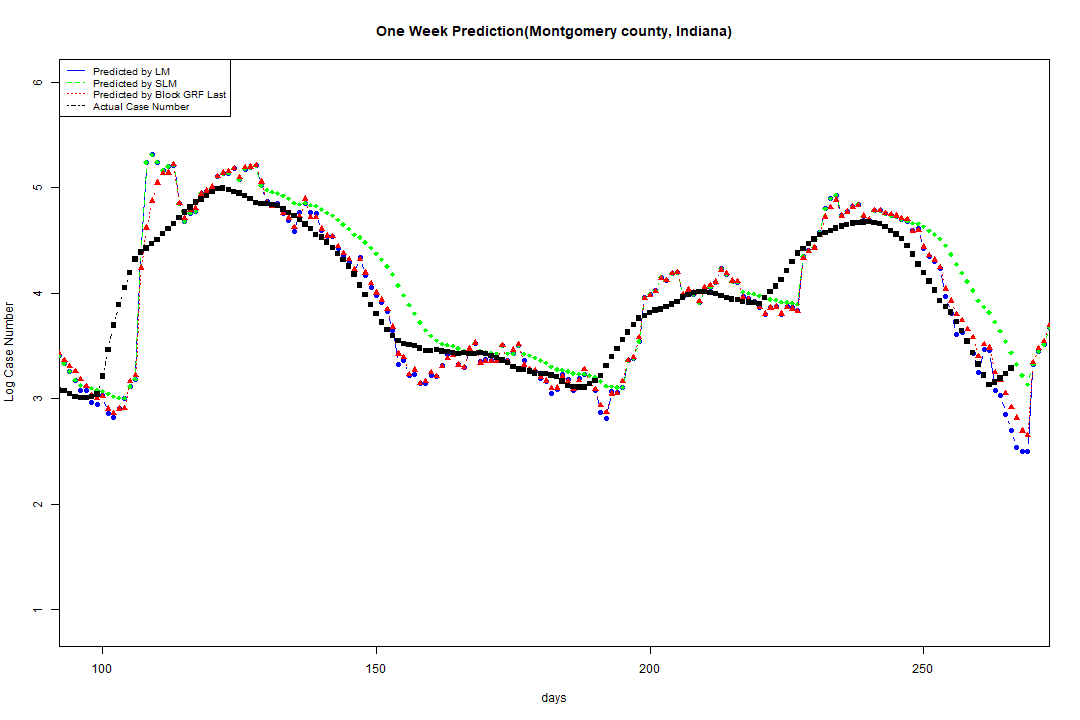 One Week Prediction(Montgomery county, Indiana)
Predicted by LM
Predicted by SLM
Predicted by Block GRF Last
Actual Case Number
6
5
4
3
2
1
Log Case Number
100 150 200 250
days